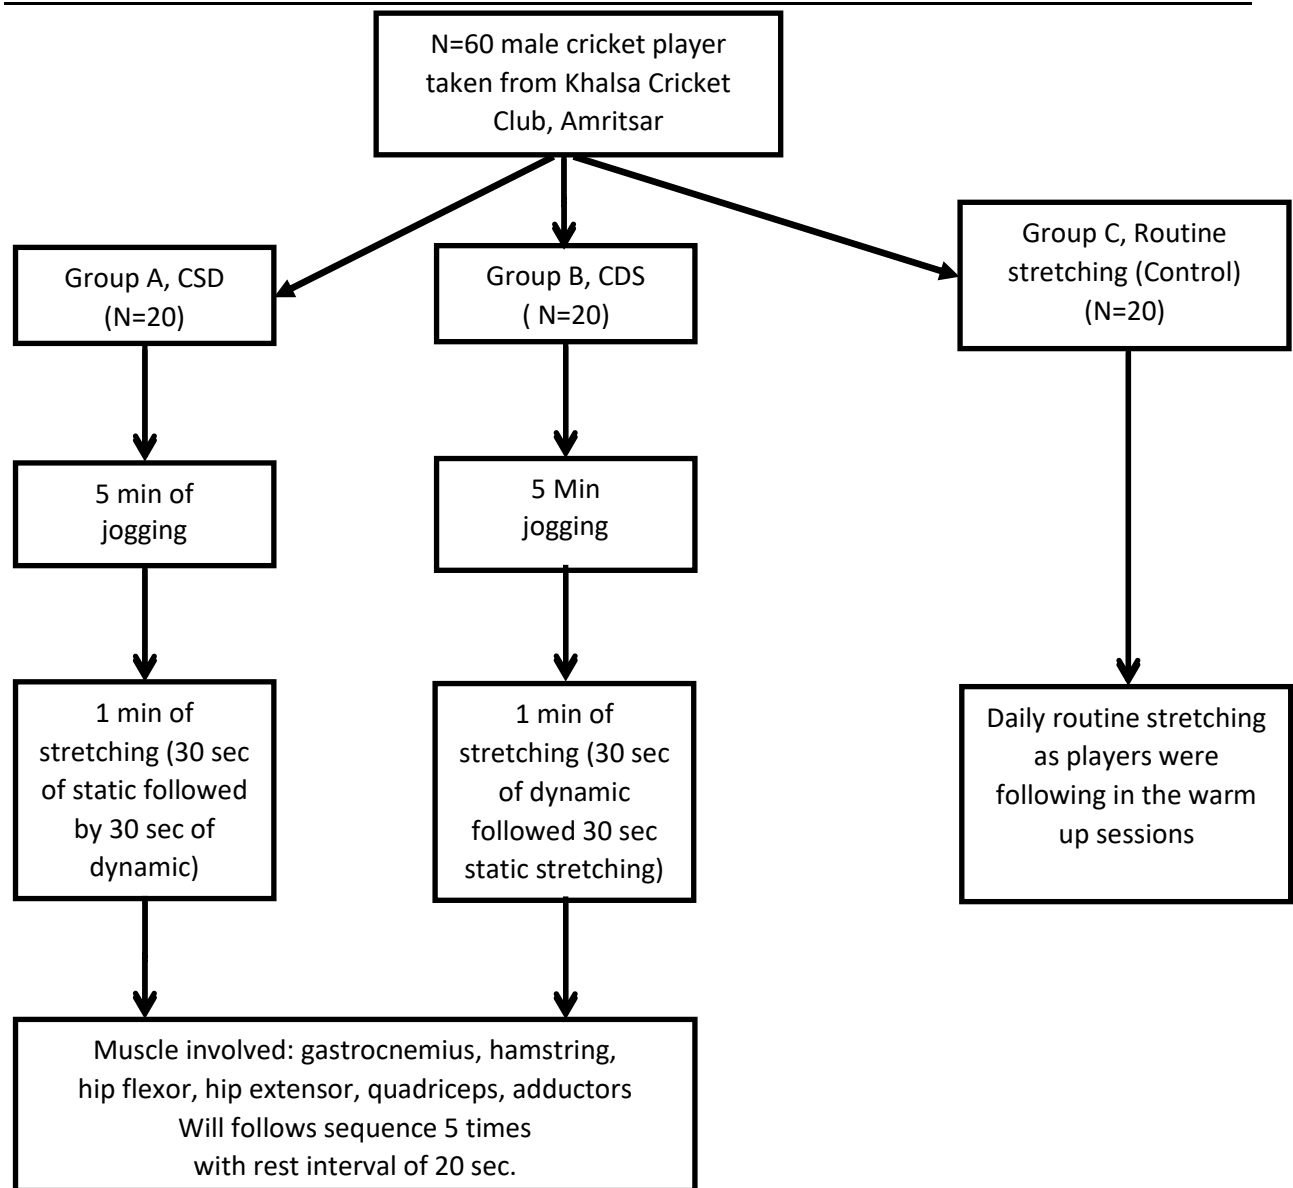 N=60 male cricket player
taken from Khalsa Cricket
Club, Amritsar
Group A, CSD
(N=20)
Group B, CDS
( N=20)
Group C, Routine
stretching (Control)
(N=20)
5 min of
jogging
5 Min
jogging
1 min of
stretching (30 sec
of static followed
by 30 sec of
dynamic)
1 min of
stretching (30 sec
of dynamic
followed 30 sec
static stretching)
Daily routine stretching
as players were
following in the warm
up sessions
Muscle involved: gastrocnemius, hamstring,
hip flexor, hip extensor, quadriceps, adductors
Will follows sequence 5 times
with rest interval of 20 sec.